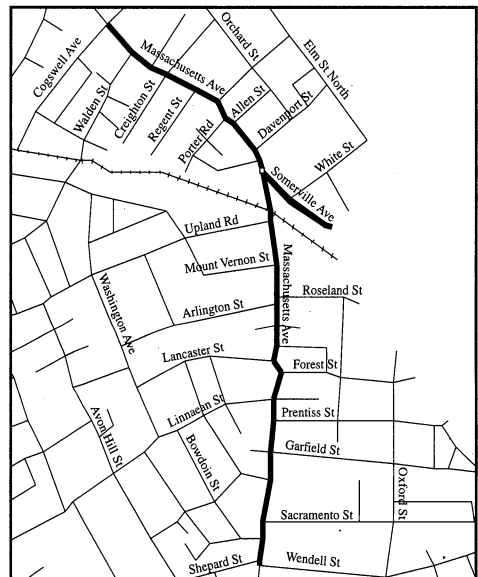 Cogswell Ave
Massachusetts Ave
Orchard St
Elm St North
Walden St
Creighton St
Regent St
Porter Rd
Allen St
Davenport St
White St
Somerville Ave
Upland Rd
Mount Vernon St
Massachusetts Ave
Roseland St
Washington Ave
Arlington St
Lancaster St
Forest St
Linnaean St
Prentiss St
Avon Hill St
Bowdoin St
Garfield St
Oxford St
Sacramento St
Shepard St
Wendell St